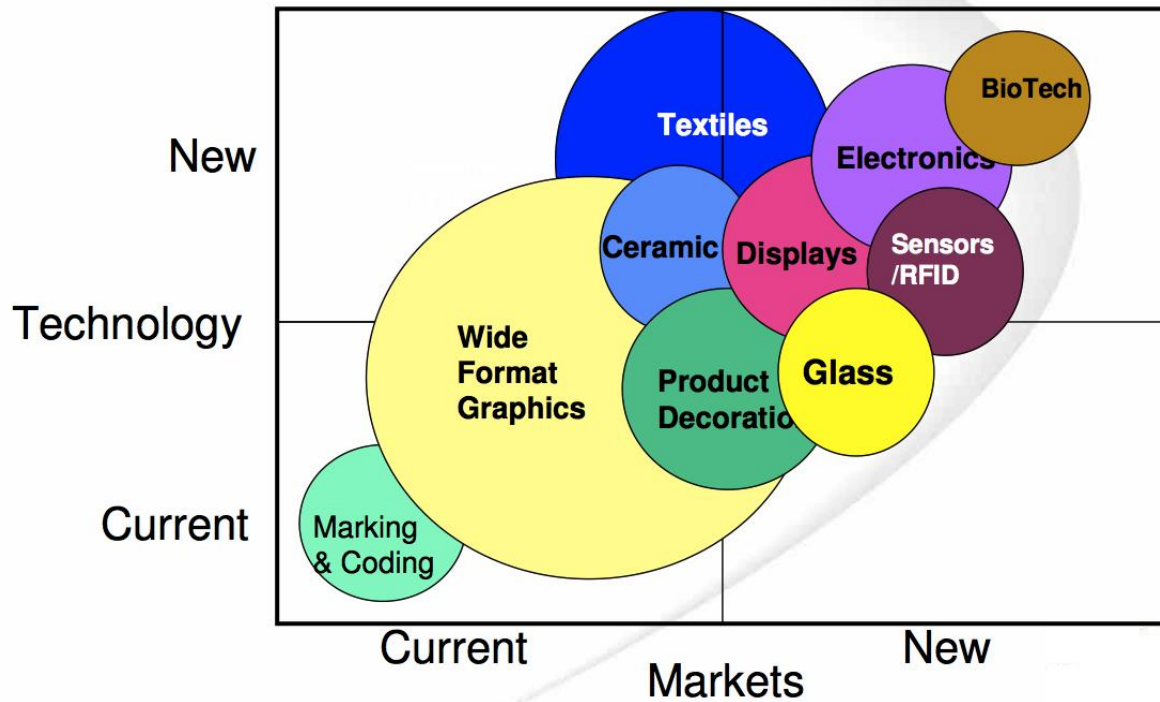 New
Technology
Current
Textiles
BioTech
Electronics
Ceramic
Displays
Sensors
/RFID
Wide
Format
Graphics
Product
Decoratio
Glass
Marking
& Coding
Current
New
Markets